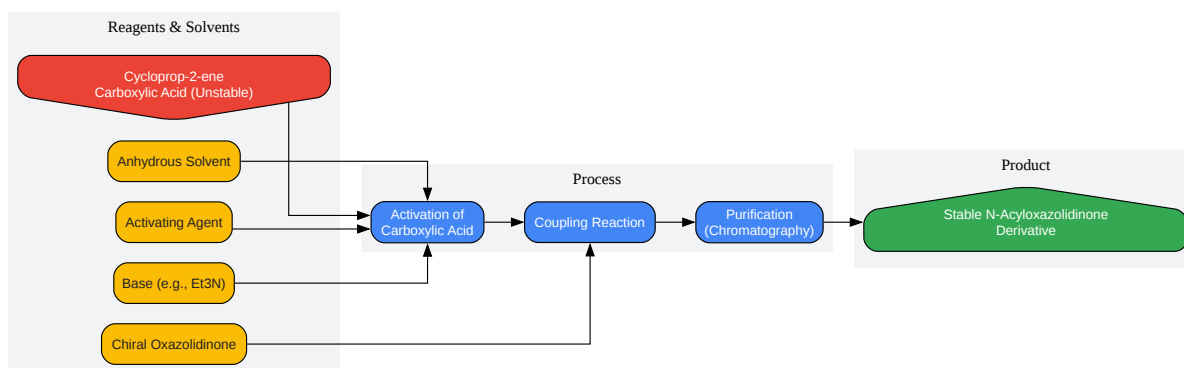 Reagents & Solvents
Cycloprop-2-ene
Carboxylic Acid (Unstable)
Anhydrous Solvent
Activating Agent
Base (e.g., Et3N)
Chiral Oxazolidinone
Process
Activation of
Carboxylic Acid
Coupling Reaction
Purification
(Chromatography)
Product
Stable N-Acyloxazolidinone
Derivative